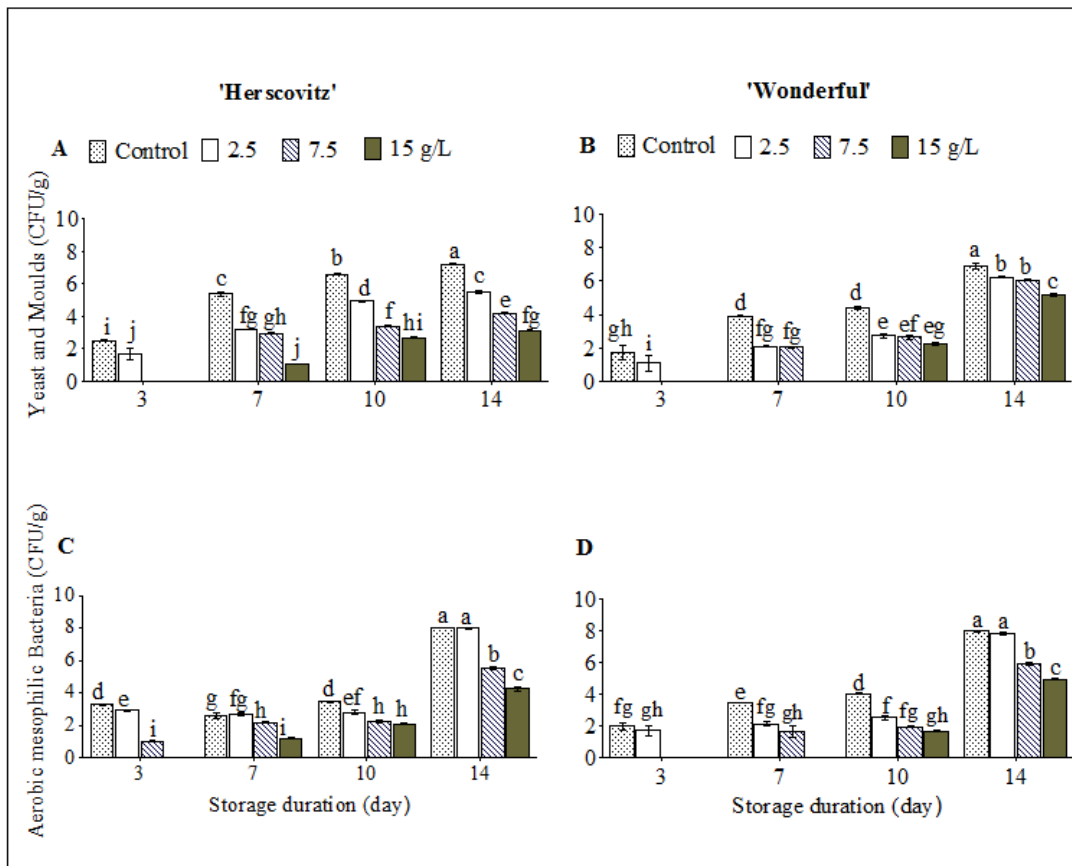 'Herscovitz'
'Wonderful'
A Control 2.5 7.5 15 g/L
B Control 2.5 7.5 15 g/L
Yeast and Moulds (CFU/g)
10
8
6
4
2
0
i j
c fg gh j
b d f hi
a c e fg
3 7 10 14
10
8
6
4
2
0
gh i
d fg fg
d e ef eg
a b b c
3 7 10 14
Aerobic mesophilic Bacteria (CFU/g)
C
10
8
6
4
2
0
d e i
g fg h i
d ef h h
a a b c
3 7 10 14
Storage duration (day)
D
10
8
6
4
2
0
fg gh
e fg gh
d f fg gh
a a b c
3 7 10 14
Storage duration (day)